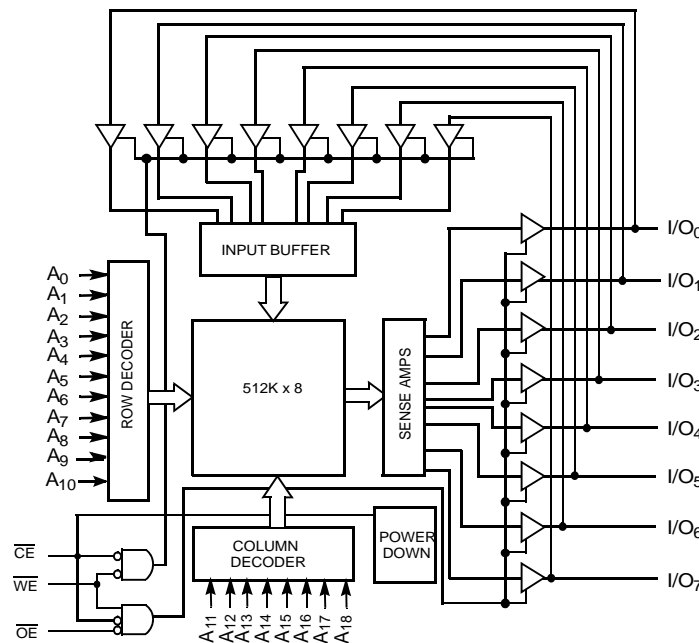 INPUT BUFFER
I/O0
I/O1
I/O2
I/O3
I/O4
I/O5
I/O6
I/O7
A0
A1
A2
A3
A4
A5
A6
A7
A8
A9
A10
ROW DECODER
512K x 8
SENSE AMPS
COLUMN
DECODER
POWER
DOWN
CE
WE
OE
A11
A12
A13
A14
A15
A16
A17
A18